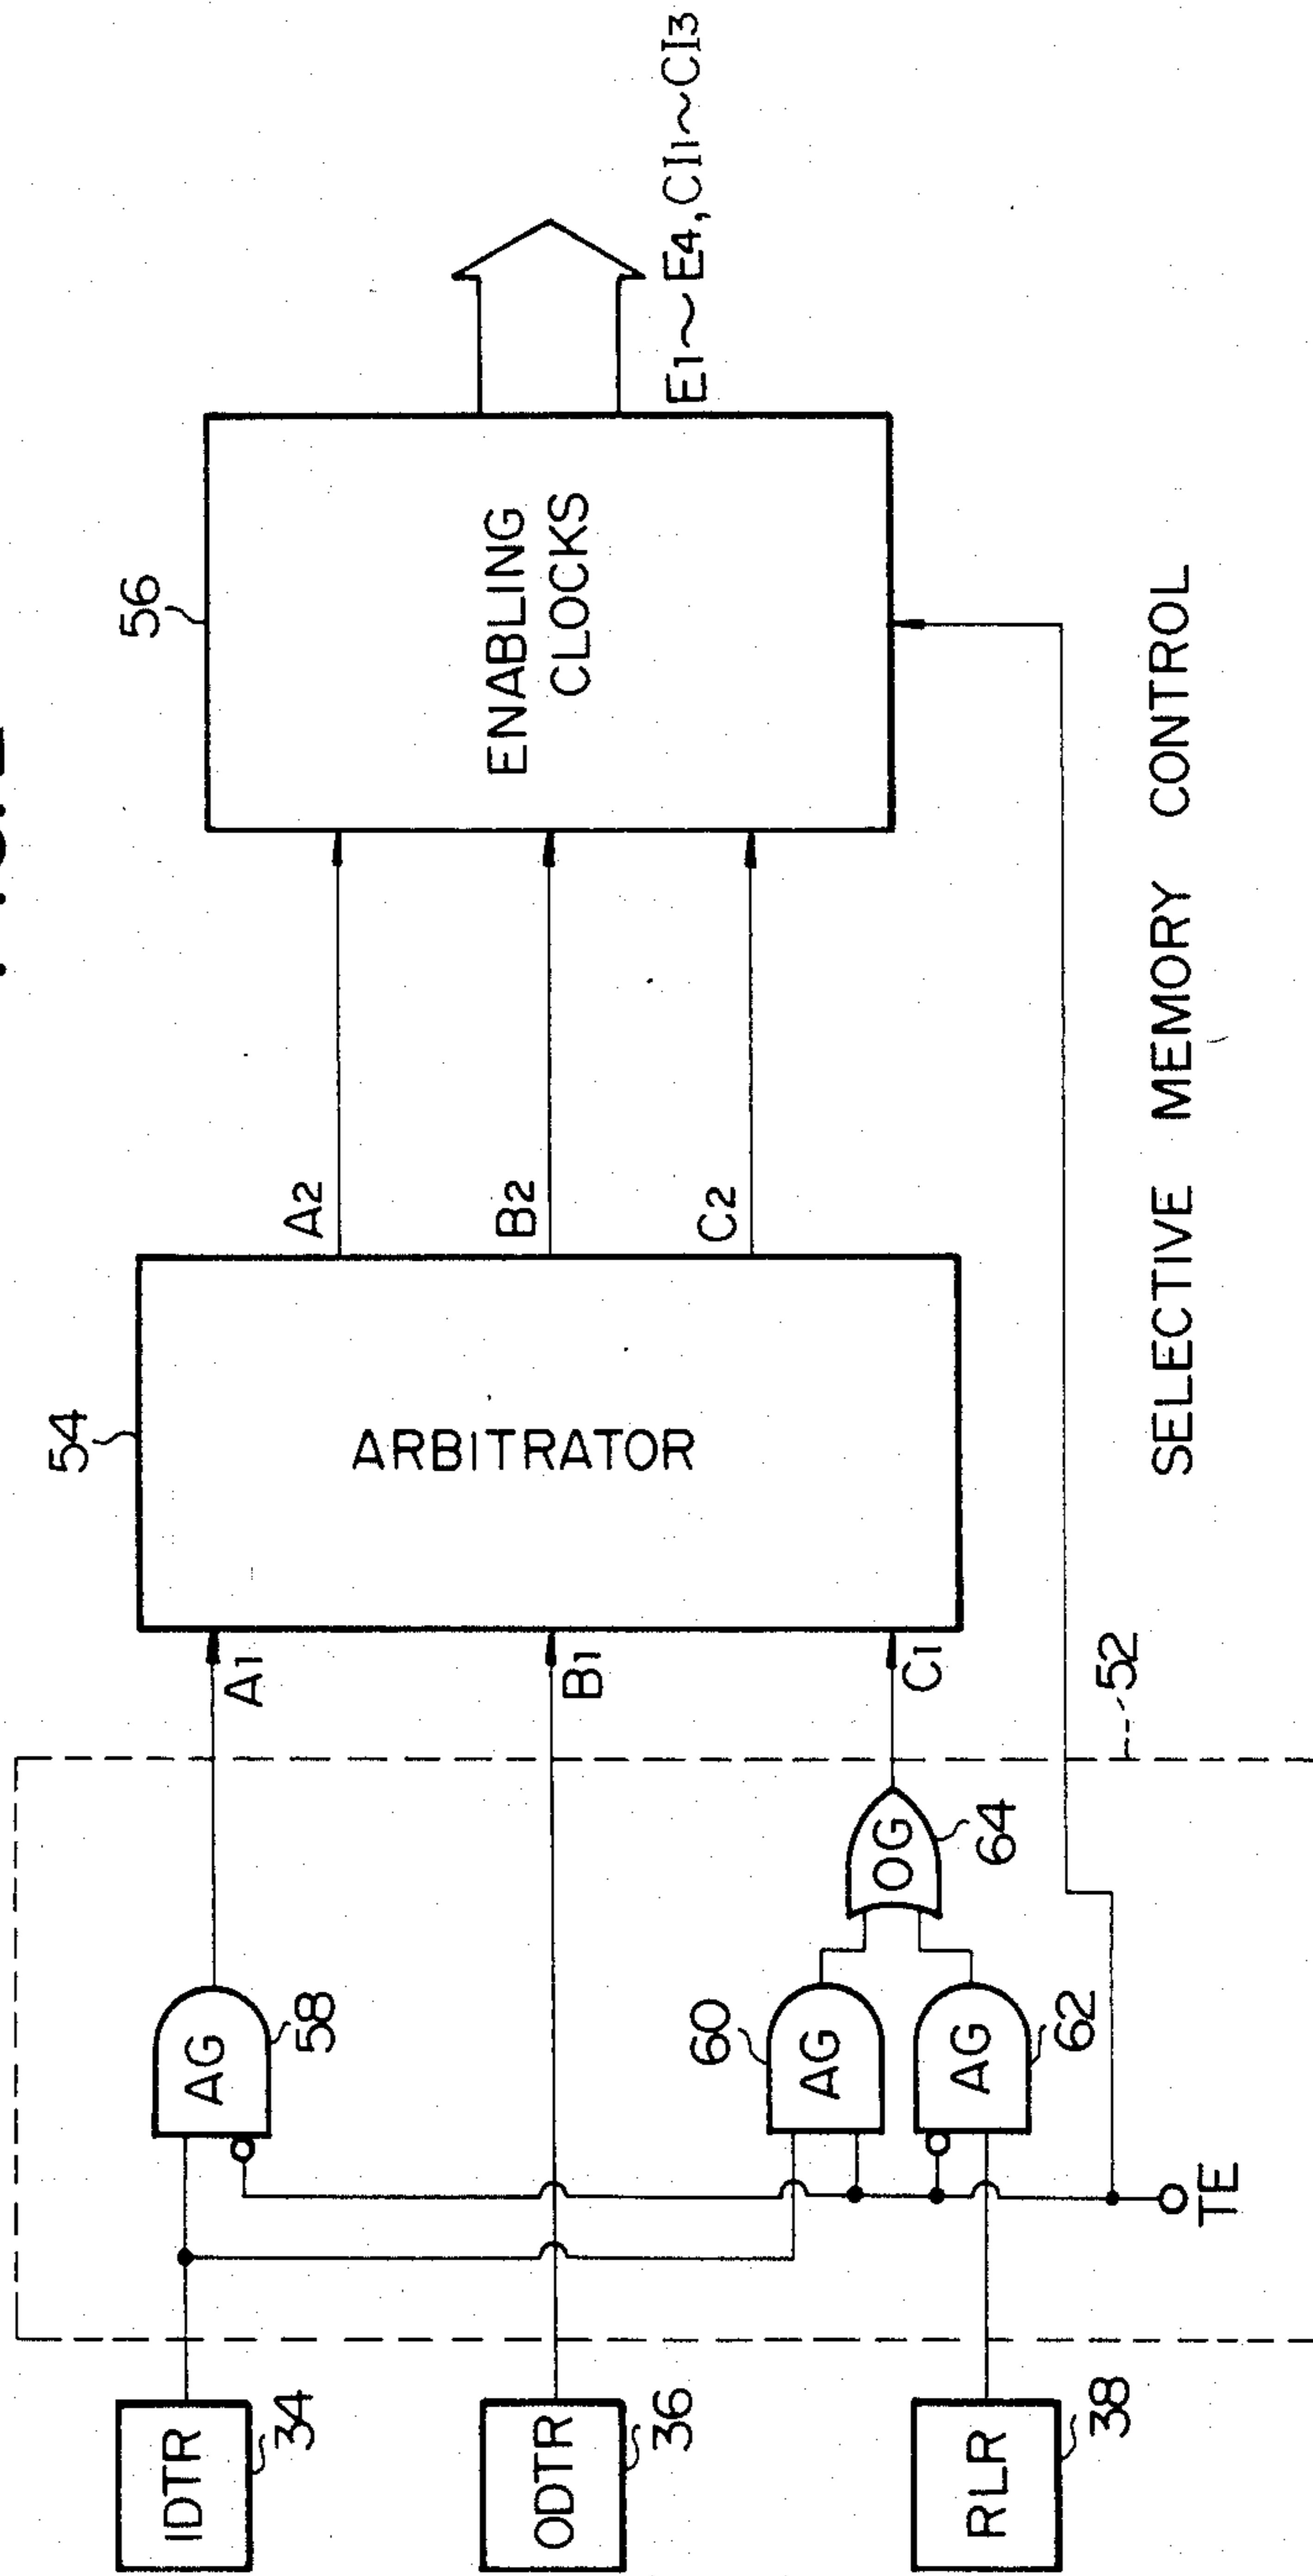 IDTR
34
ODTR
36
RLR
38
AG
58
AG
60
AG
62
OG
64
TE
52
A1
B1
C1
54
ARBITRATOR
A2
B2
C2
56
ENABLING
CLOCKS
E1~E4, CI1~CI3
SELECTIVE MEMORY CONTROL